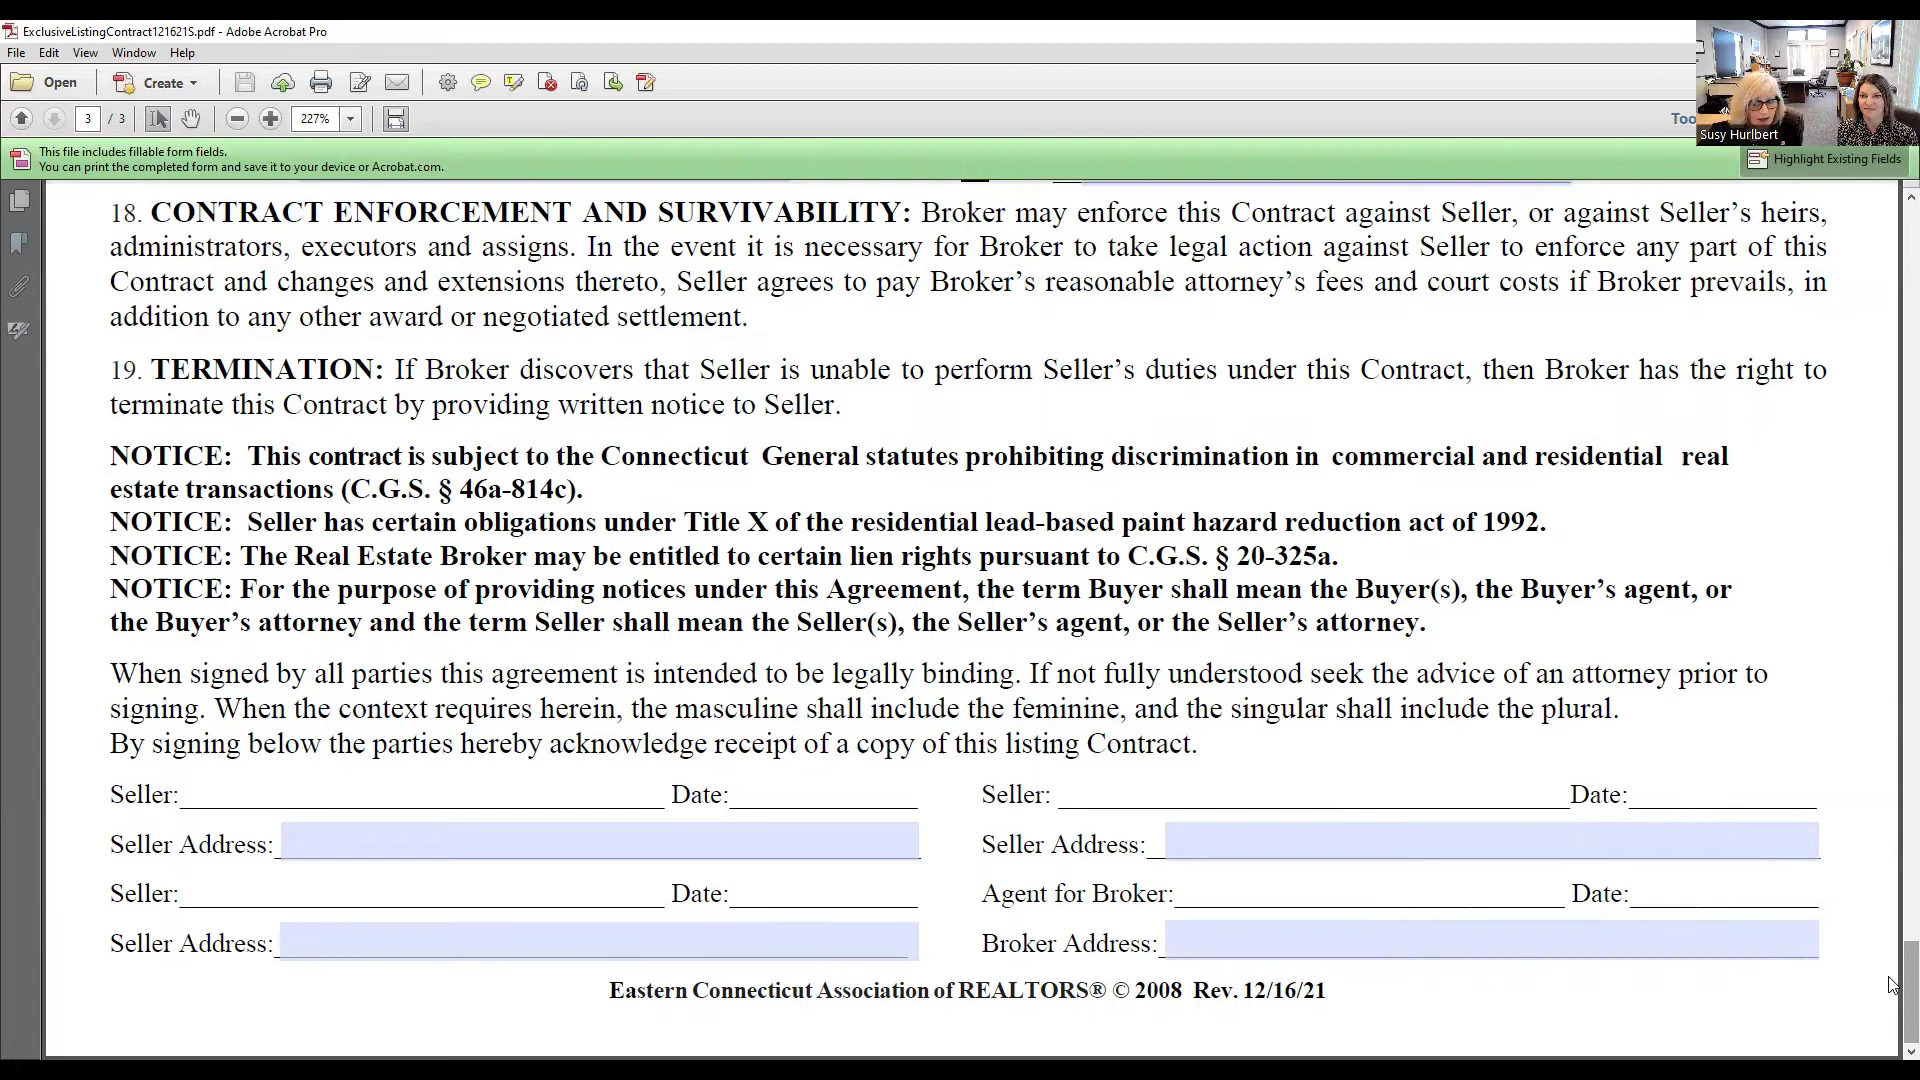 ExclusiveListingContract121621S.pdf - Adobe Acrobat Pro
File Edit View Window Help
Open Create
3 / 3 227%
Susy Hurlbert
This file includes fillable form fields.
You can print the completed form and save it to your device or Acrobat.com.
Highlight Existing Fields
18. CONTRACT ENFORCEMENT AND SURVIVABILITY: Broker may enforce this Contract against Seller, or against Seller’s heirs,
administrators, executors and assigns. In the event it is necessary for Broker to take legal action against Seller to enforce any part of this
Contract and changes and extensions thereto, Seller agrees to pay Broker’s reasonable attorney’s fees and court costs if Broker prevails, in
addition to any other award or negotiated settlement.
19. TERMINATION: If Broker discovers that Seller is unable to perform Seller’s duties under this Contract, then Broker has the right to
terminate this Contract by providing written notice to Seller.
NOTICE: This contract is subject to the Connecticut General statutes prohibiting discrimination in commercial and residential real
estate transactions (C.G.S. § 46a-814c).
NOTICE: Seller has certain obligations under Title X of the residential lead-based paint hazard reduction act of 1992.
NOTICE: The Real Estate Broker may be entitled to certain lien rights pursuant to C.G.S. § 20-325a.
NOTICE: For the purpose of providing notices under this Agreement, the term Buyer shall mean the Buyer(s), the Buyer’s agent, or
the Buyer’s attorney and the term Seller shall mean the Seller(s), the Seller’s agent, or the Seller’s attorney.
When signed by all parties this agreement is intended to be legally binding. If not fully understood seek the advice of an attorney prior to
signing. When the context requires herein, the masculine shall include the feminine, and the singular shall include the plural.
By signing below the parties hereby acknowledge receipt of a copy of this listing Contract.
Seller: Date: Seller: Date:
Seller Address: Seller Address:
Seller: Date: Agent for Broker: Date:
Seller Address: Broker Address:
Eastern Connecticut Association of REALTORS® © 2008 Rev. 12/16/21